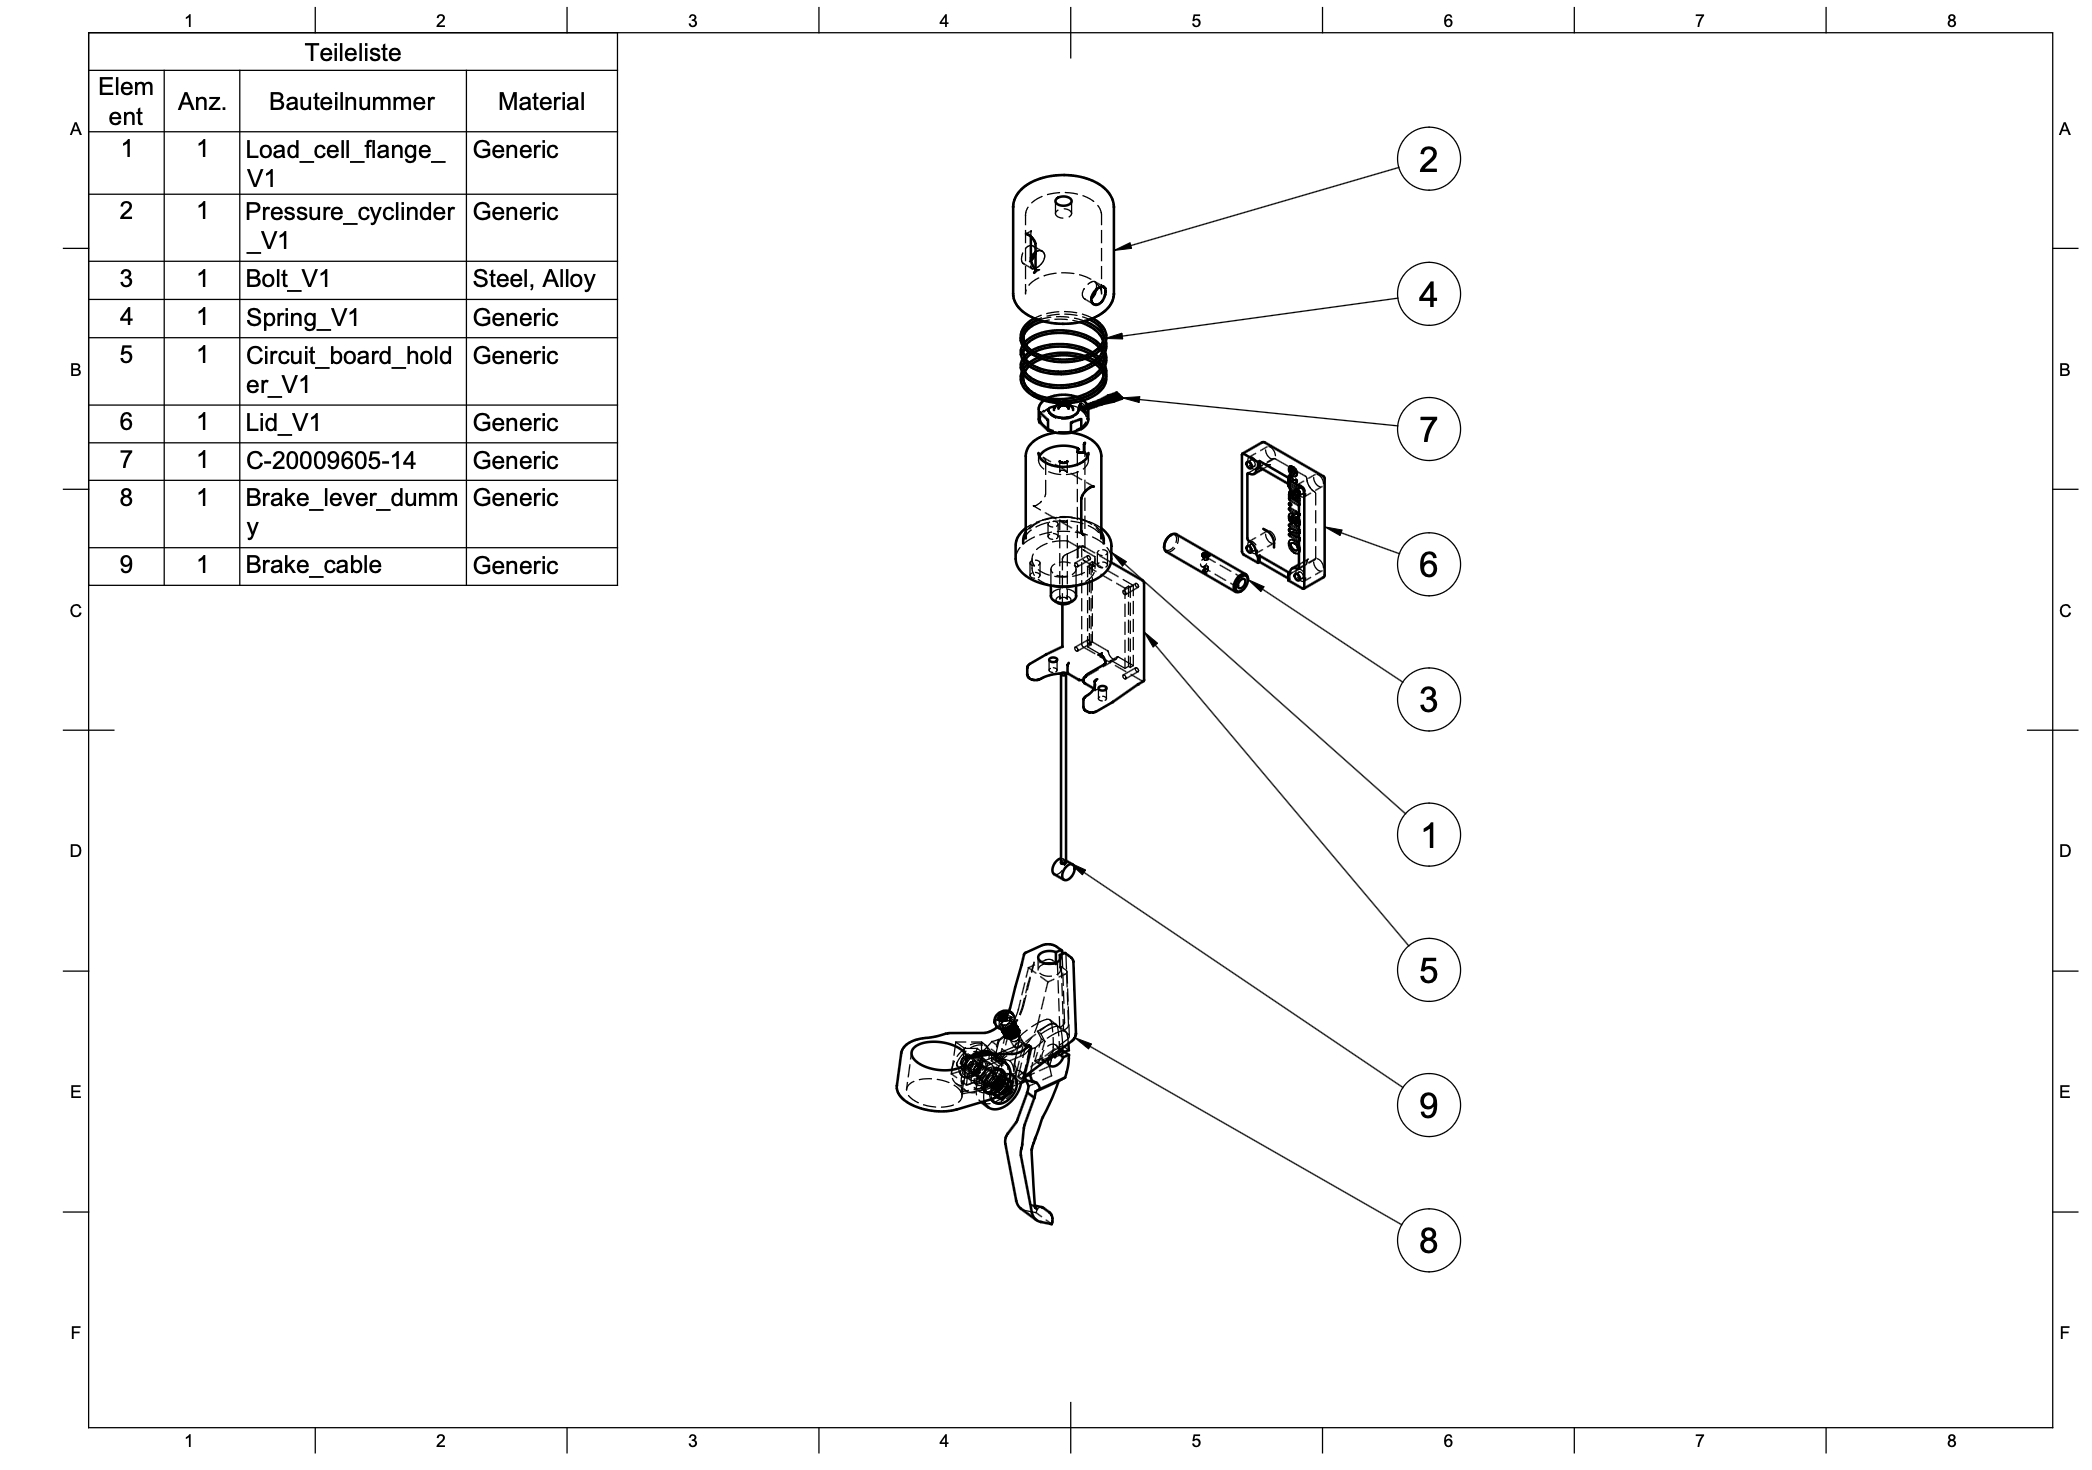 1 2 3 4 5 6 7 8
Teileliste
Elem
ent
Anz.
Bauteilnummer
Material
1 1 Load_cell_flange_ Generic
V1
2 1 Pressure_cyclinder Generic
_V1
3 1 Bolt_V1 Steel, Alloy
4 1 Spring_V1 Generic
5 1 Circuit_board_hold Generic
er_V1
6 1 Lid_V1 Generic
7 1 C-20009605-14 Generic
8 1 Brake_lever_dumm Generic
y
9 1 Brake_cable Generic
A
B
C
D
E
F
2
4
7
6
3
1
5
9
8
A
B
C
D
E
F
1 2 3 4 5 6 7 8